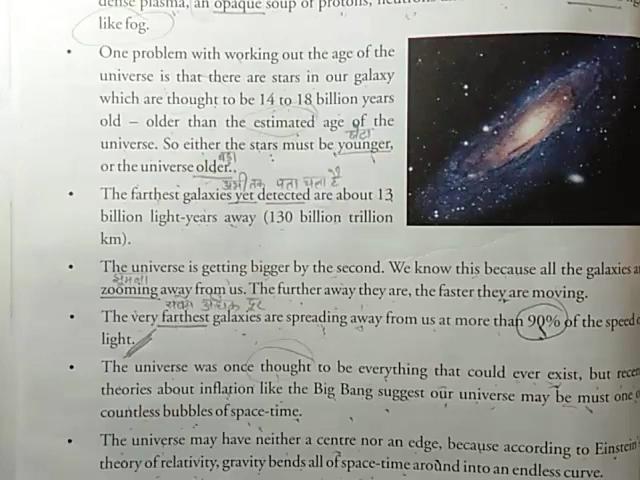 dense plasma, an opaque soup of protons, neutrons
like fog.
• One problem with working out the age of the
universe is that there are stars in our galaxy
which are thought to be 14 to 18 billion years
old – older than the estimated age of the
छोटा
universe. So either the stars must be younger,
बड़ा
or the universe older..
अभी तक पता चला है
• The farthest galaxies yet detected are about 13
billion light-years away (130 billion trillion
km).
• The universe is getting bigger by the second. We know this because all the galaxies
zooming away from us. The further away they are, the faster they are moving.
सबसे अधिक दूर
• The very farthest galaxies are spreading away from us at more than 90% of the speed
light.
• The universe was once thought to be everything that could ever exist, but recen
theories about inflation like the Big Bang suggest our universe may be must one
countless bubbles of space-time.
• The universe may have neither a centre nor an edge, because according to Einstein
theory of relativity, gravity bends all of space-time around into an endless curve.